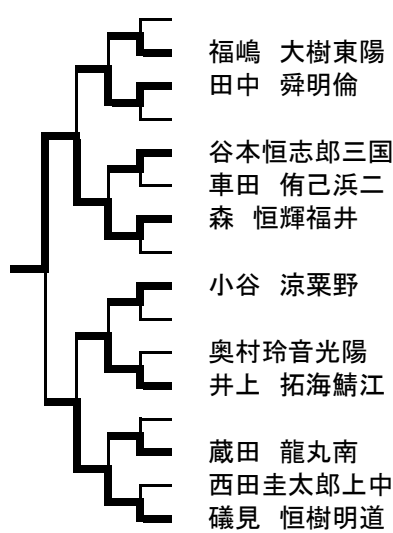 福嶋 大樹東陽
田中 舜明倫
谷本恒志郎三国
車田 侑己浜二
森 恒輝福井
小谷 涼粟野
奥村玲音光陽
井上 拓海鯖江
蔵田 龍丸南
西田圭太郎上中
礒見 恒樹明道